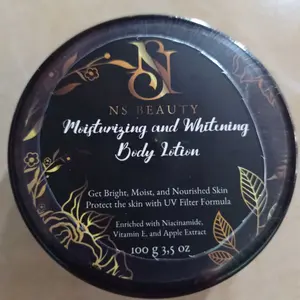 NS
NS BEAUTY
Moisturizing and Whitening
Body Lotion
Get Bright, Moist, and Nourished Skin
Protect the skin with UV Filter Formula
Enriched with Niacinamide,
Vitamin E, and Apple Extract
100 g 3,5 oz